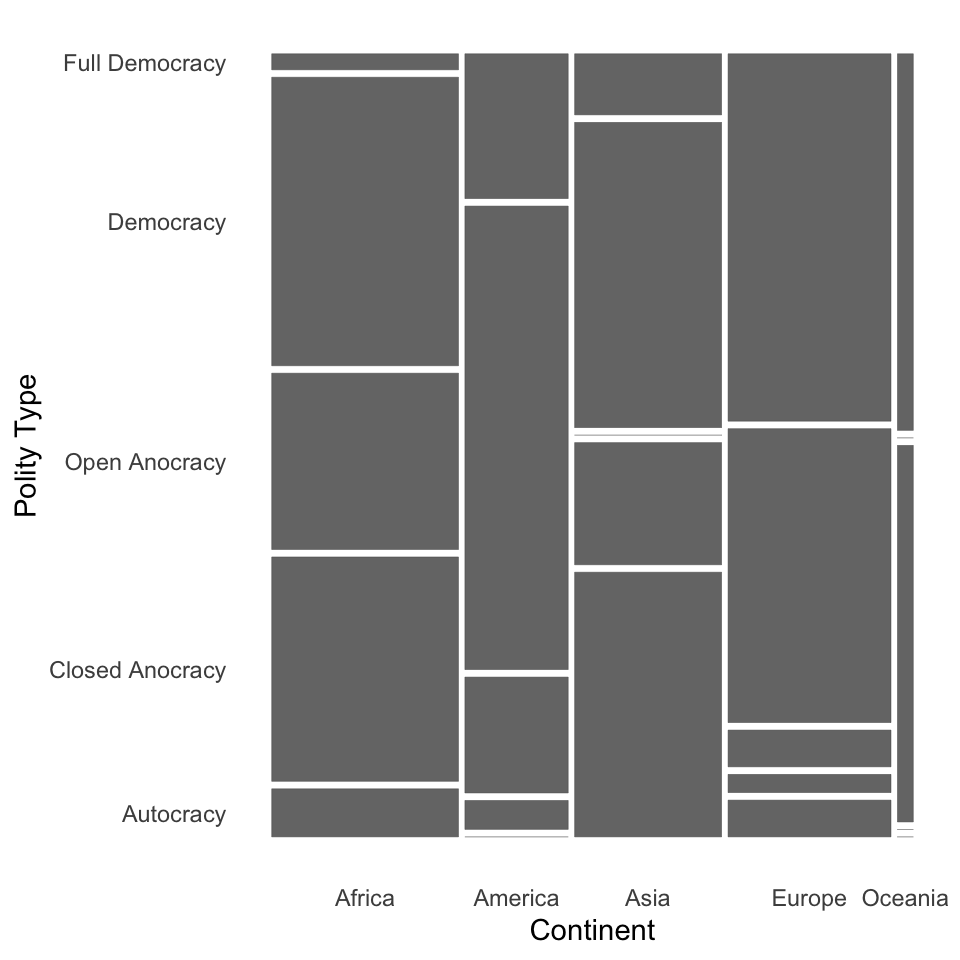 Full Democracy
Democracy
Open Anocracy
Closed Anocracy
Autocracy
Polity Type
Africa America Asia Europe Oceania
Continent